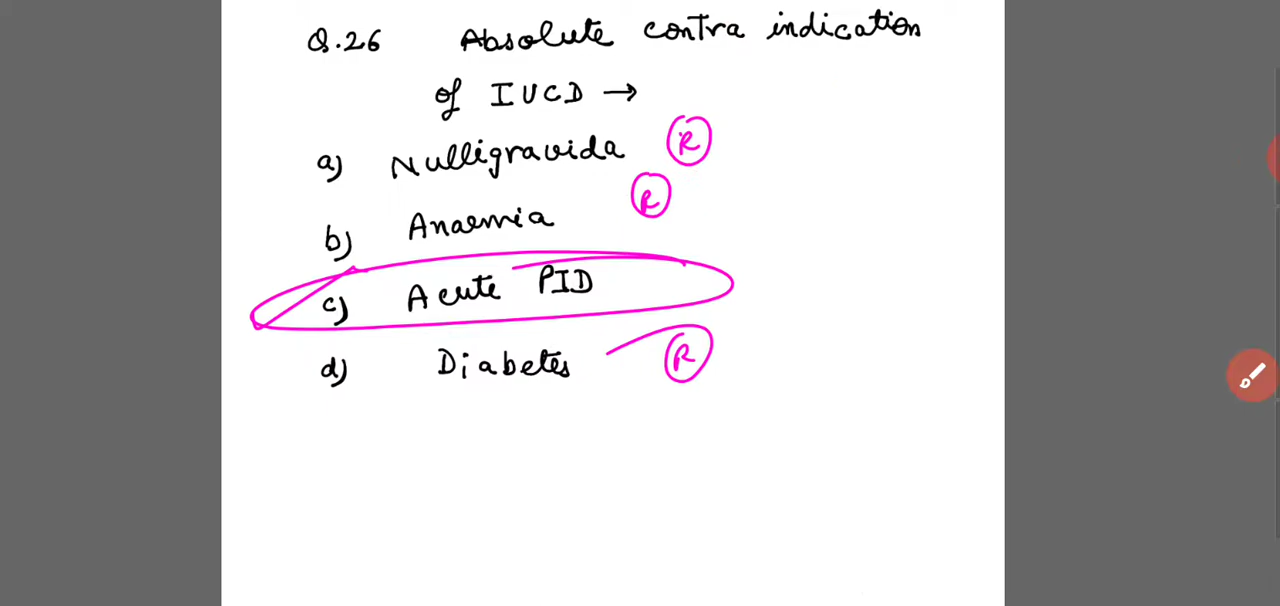 Q.26 Absolute contra indication
of IUCD →
a) Nulligravida R
b) Anaemia R
c) Acute PID
d) Diabetes R